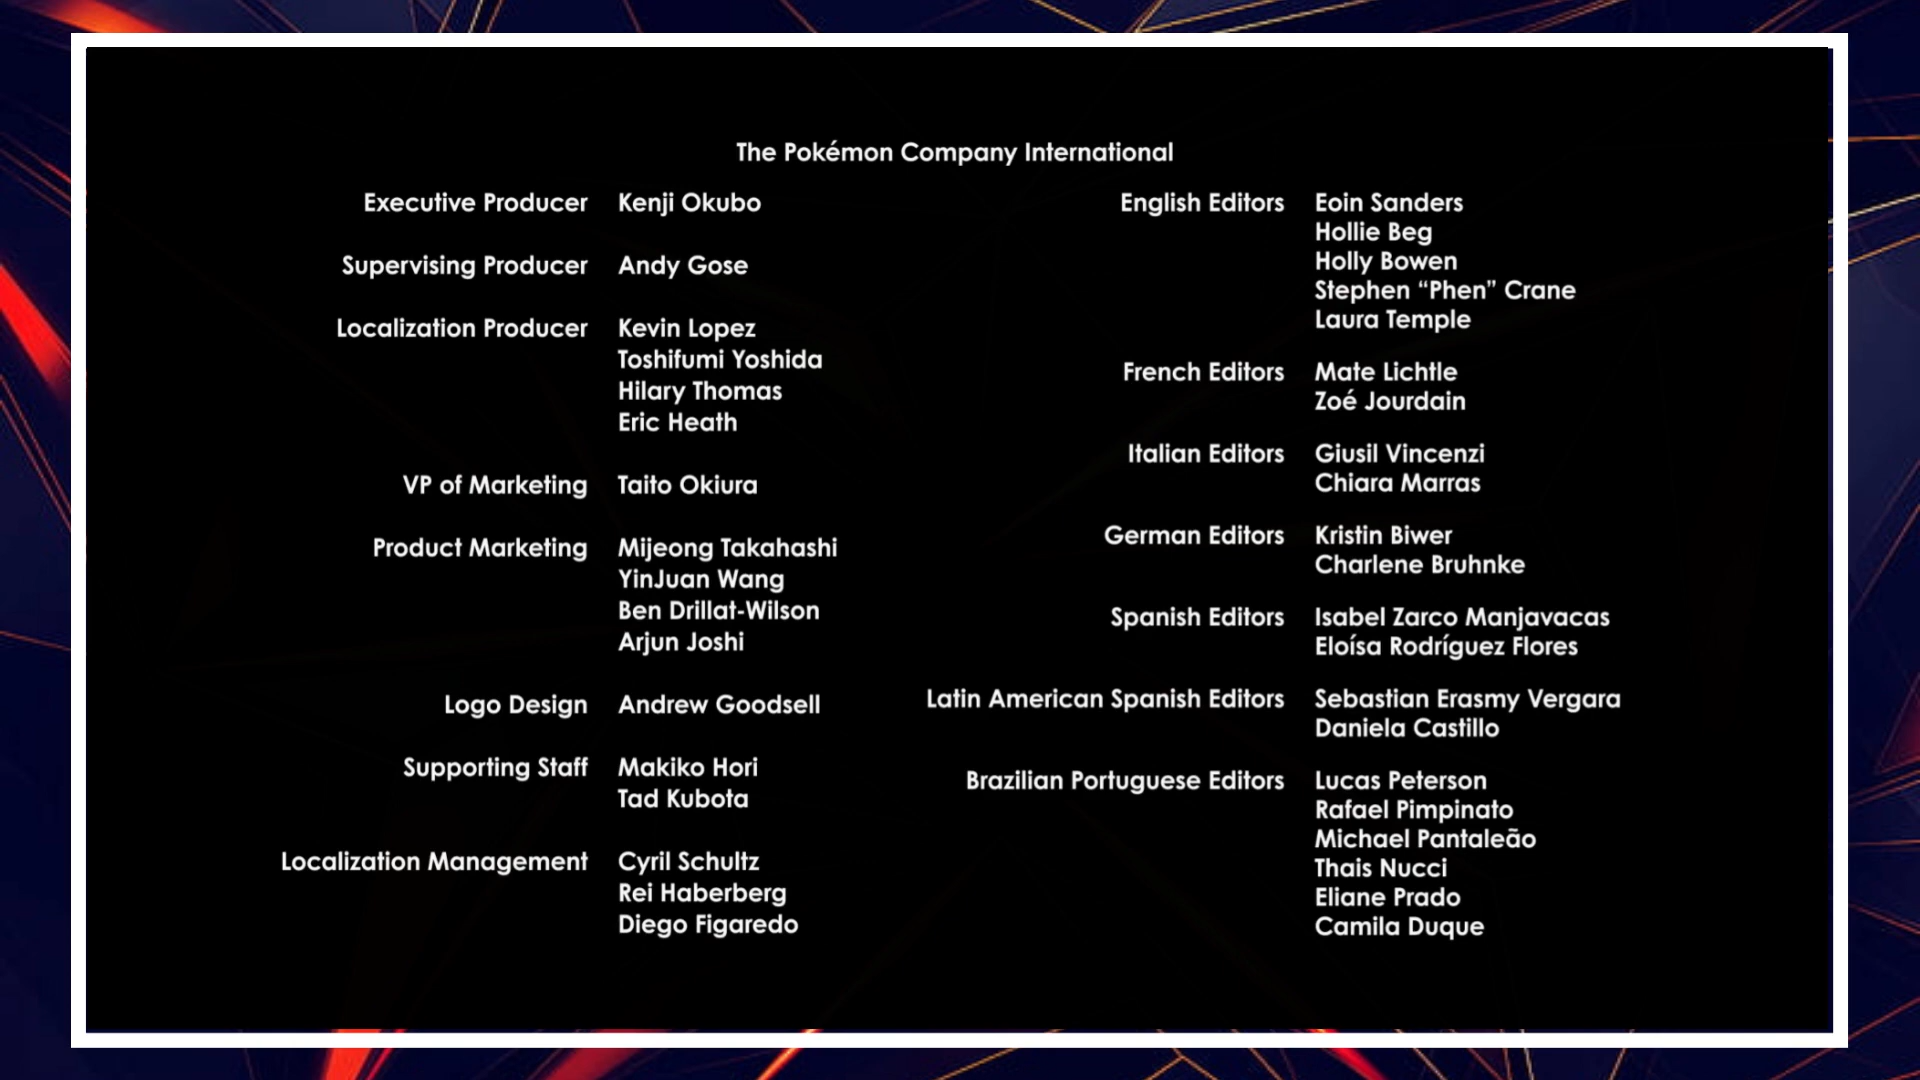 The Pokémon Company International
Executive Producer Kenji Okubo
Supervising Producer Andy Gose
Localization Producer Kevin Lopez
Toshifumi Yoshida
Hilary Thomas
Eric Heath
VP of Marketing Taito Okiura
Product Marketing Mijeong Takahashi
YinJuan Wang
Ben Drillat-Wilson
Arjun Joshi
Logo Design Andrew Goodsell
Supporting Staff Makiko Hori
Tad Kubota
Localization Management Cyril Schultz
Rei Haberberg
Diego Figaredo
English Editors Eoin Sanders
Hollie Beg
Holly Bowen
Stephen “Phen” Crane
Laura Temple
French Editors Mate Lichtle
Zoé Jourdain
Italian Editors Giusil Vincenzi
Chiara Marras
German Editors Kristin Biwer
Charlene Bruhnke
Spanish Editors Isabel Zarco Manjavacas
Eloísa Rodríguez Flores
Latin American Spanish Editors Sebastian Erasmy Vergara
Daniela Castillo
Brazilian Portuguese Editors Lucas Peterson
Rafael Pimpinato
Michael Pantaleão
Thais Nucci
Eliane Prado
Camila Duque